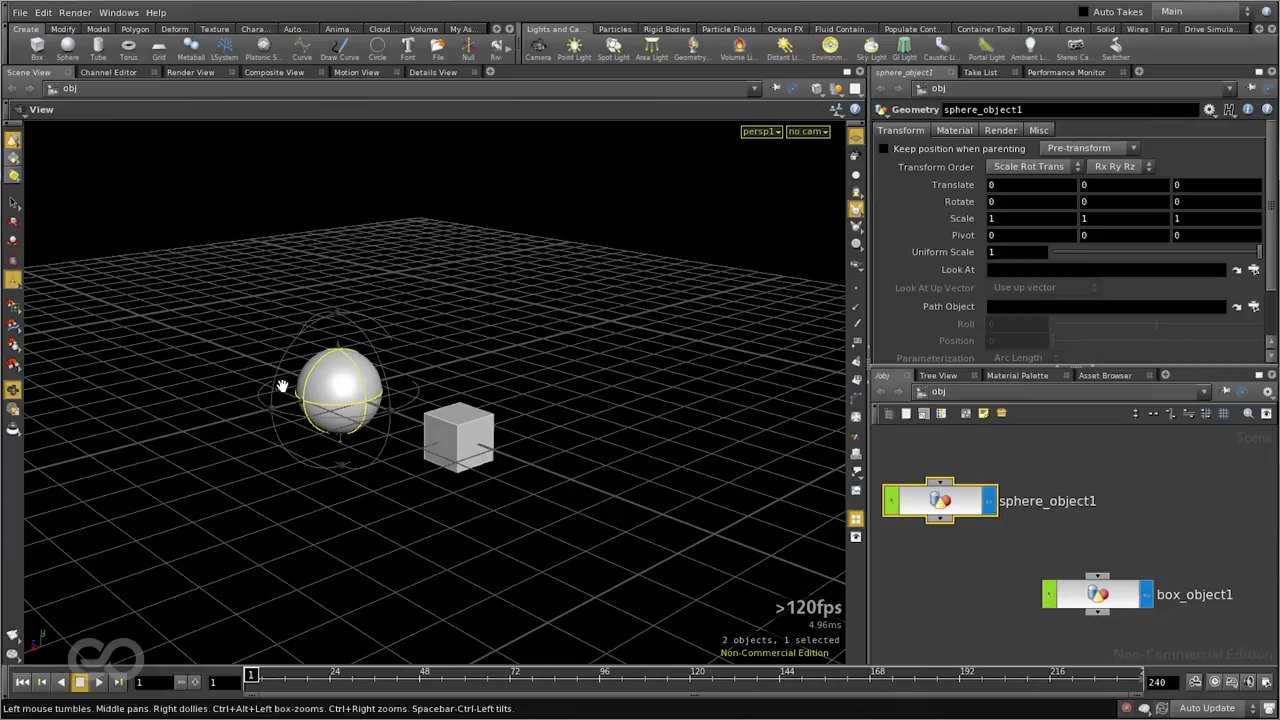 File Edit Render Windows Help Auto Takes Main
Create Modify Model Polygon Deform Texture Chara... Auto... Anima... Cloud... Volume My As... Lights and Ca... Particles Rigid Bodies Particle Fluids Ocean FX Fluid Contain... Container Tools Pyro FX Cloth Solid Wires Fur Drive Simula...
Box Sphere Tube Torus Grid Metaball LSystem Platonic S... Curve Draw Curve Circle Font File Null Ri... Camera Point Light Spot Light Area Light Geometry... Volume Li... Distant Li... Environm... Sky Light GI Light Caustic Li... Portal Light Ambient L... Stereo Ca... Switcher
Scene View Channel Editor Render View Composite View Motion View Details View sphere_object1 Take List Performance Monitor
obj obj
View Geometry sphere_object1
persp1 no cam Transform Material Render Misc
Keep position when parenting Pre-transform
Transform Order Scale Rot Trans Rx Ry Rz
Translate 0 0 0
Rotate 0 0 0
Scale 1 1 1
Pivot 0 0 0
Uniform Scale 1
Look At
Look At Up Vector Use up vector
Path Object
Roll 0
Position 0
Parameterization Arc Length
/obj Tree View Material Palette Asset Browser
obj
Scene
sphere_object1
box_object1
>120fps
4.96ms
2 objects, 1 selected
Non-Commercial Edition Non-Commercial Edition
1 24 48 72 96 120 144 168 192 216
1 1 240
Left mouse tumbles. Middle pans. Right dollies. Ctrl+Alt+Left box-zooms. Ctrl+Right zooms. Spacebar-Ctrl-Left tilts. Auto Update